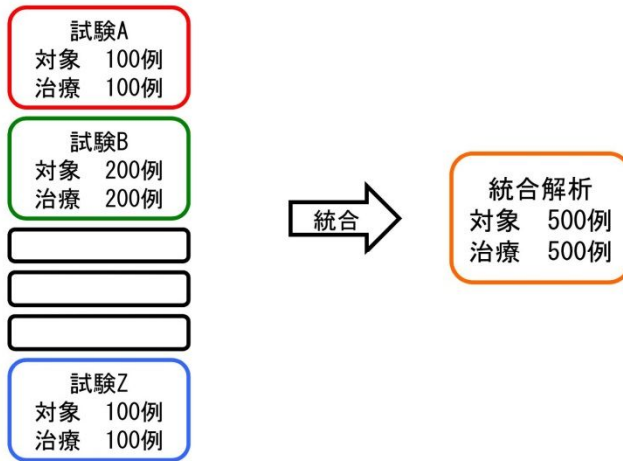 試験A
対象　100例
治療　100例
試験B
対象　200例
治療　200例
試験Z
対象　100例
治療　100例
統合
統合解析
対象　500例
治療　500例